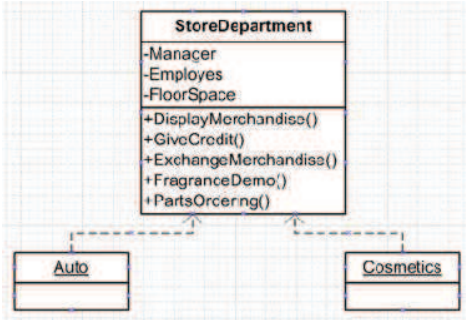 StoreDepartment
-Manager
-Employes
-FloorSpace
+DisplayMerchandise()
+GiveCredit()
+ExchangeMerchandise()
+FragranceDemo()
+PartsOrdering()
Auto
Cosmetics